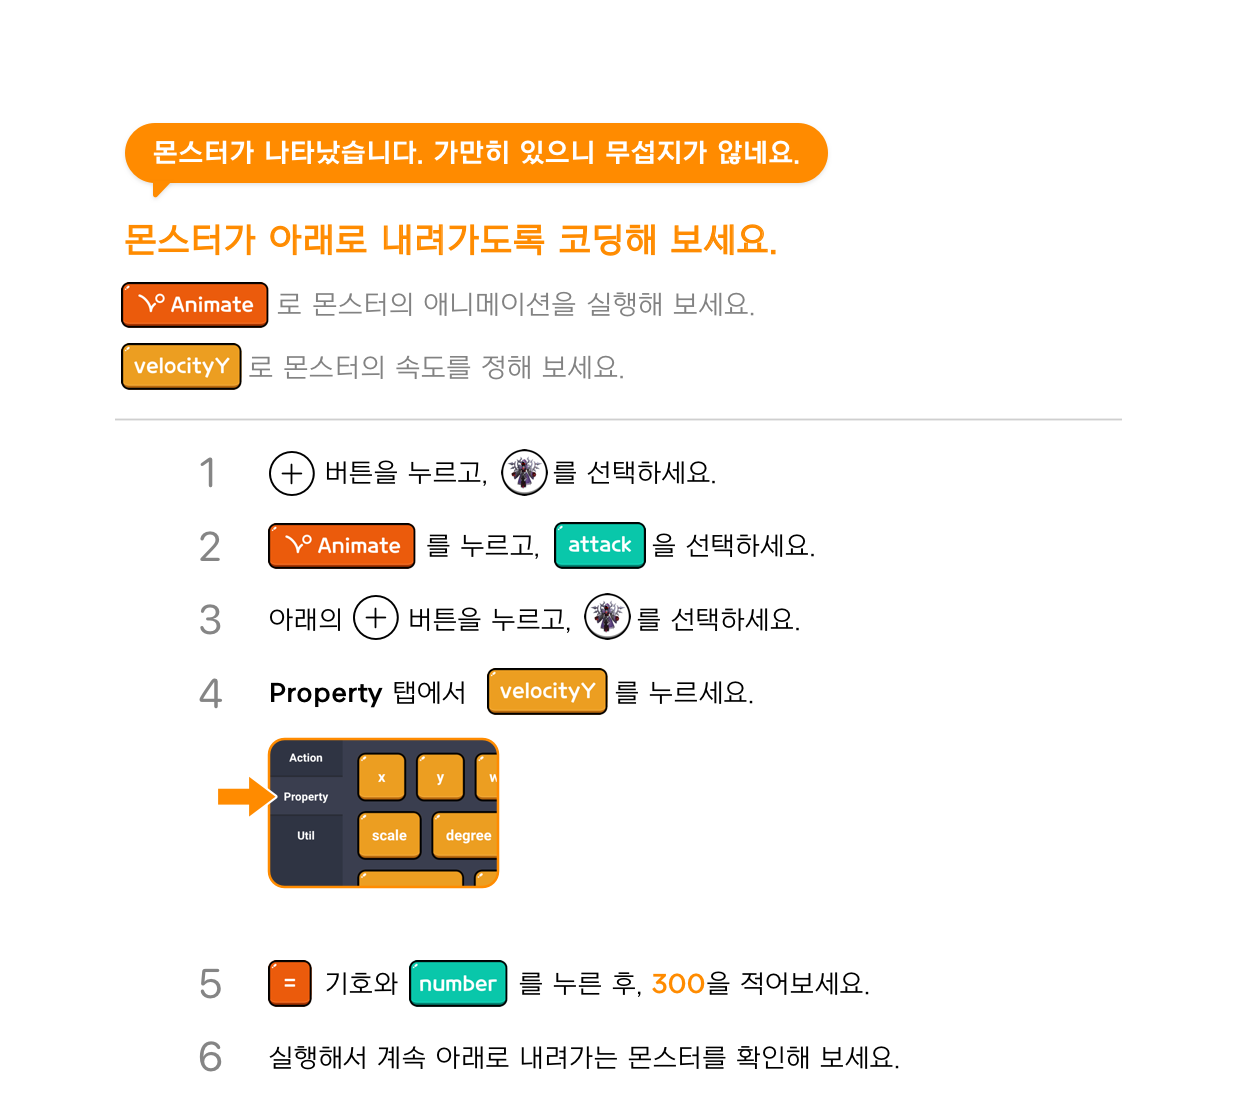 몬스터가 나타났습니다. 가만히 있으니 무섭지가 않네요.
몬스터가 아래로 내려가도록 코딩해 보세요.
Animate 로 몬스터의 애니메이션을 실행해 보세요.
velocityY 로 몬스터의 속도를 정해 보세요.
1 + 버튼을 누르고, 를 선택하세요.
2 Animate 를 누르고, attack 을 선택하세요.
3 아래의 + 버튼을 누르고, 를 선택하세요.
4 Property 탭에서 velocityY 를 누르세요.
Action
x y w
Property
Util
scale degree
5 = 기호와 number 를 누른 후, 300을 적어보세요.
6 실행해서 계속 아래로 내려가는 몬스터를 확인해 보세요.